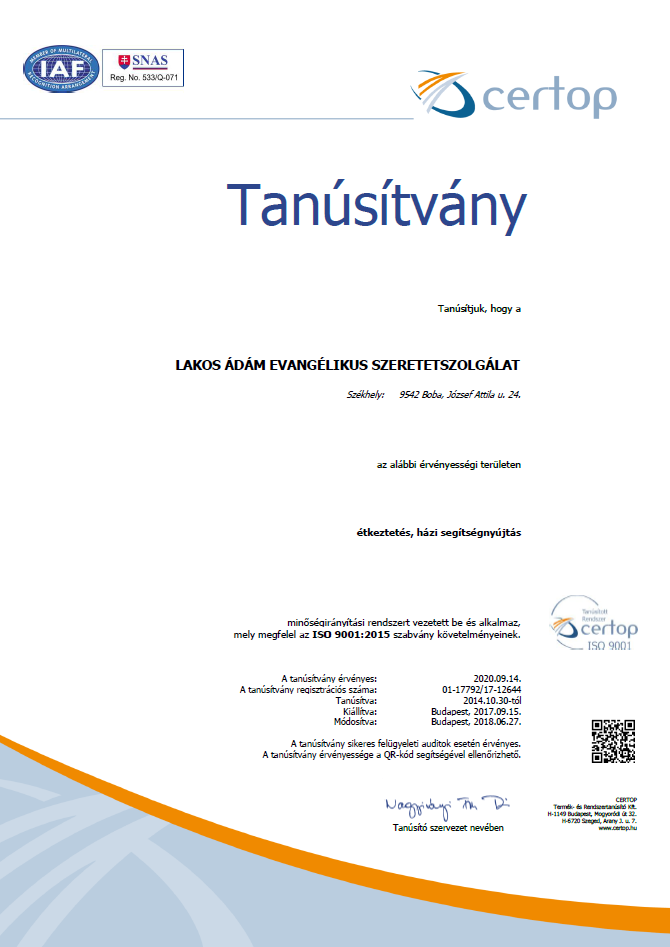 MEMBER OF MULTILATERAL
IAF
RECOGNITION ARRANGEMENT
SNAS
Reg. No. 533/Q-071
certop
Tanúsítvány
Tanúsítjuk, hogy a
LAKOS ÁDÁM EVANGÉLIKUS SZERETETSZOLGÁLAT
Székhely: 9542 Boba, József Attila u. 24.
az alábbi érvényességi területen
étkeztetés, házi segítségnyújtás
minőségirányítási rendszert vezetett be és alkalmaz,
mely megfelel az ISO 9001:2015 szabvány követelményeinek.
Tanúsított
Rendszer
certop
ISO 9001
A tanúsítvány érvényes: 2020.09.14.
A tanúsítvány regisztrációs száma: 01-17792/17-12644
Tanúsítva: 2014.10.30-tól
Kiállítva: Budapest, 2017.09.15.
Módosítva: Budapest, 2018.06.27.
A tanúsítvány sikeres felügyeleti auditok esetén érvényes.
A tanúsítvány érvényessége a QR-kód segítségével ellenőrizhető.
Tanúsító szervezet nevében
CERTOP
Termék- és Rendszertanúsító Kft.
H-1149 Budapest, Mogyoródi út 32.
H-6720 Szeged, Arany J. u. 7.
www.certop.hu